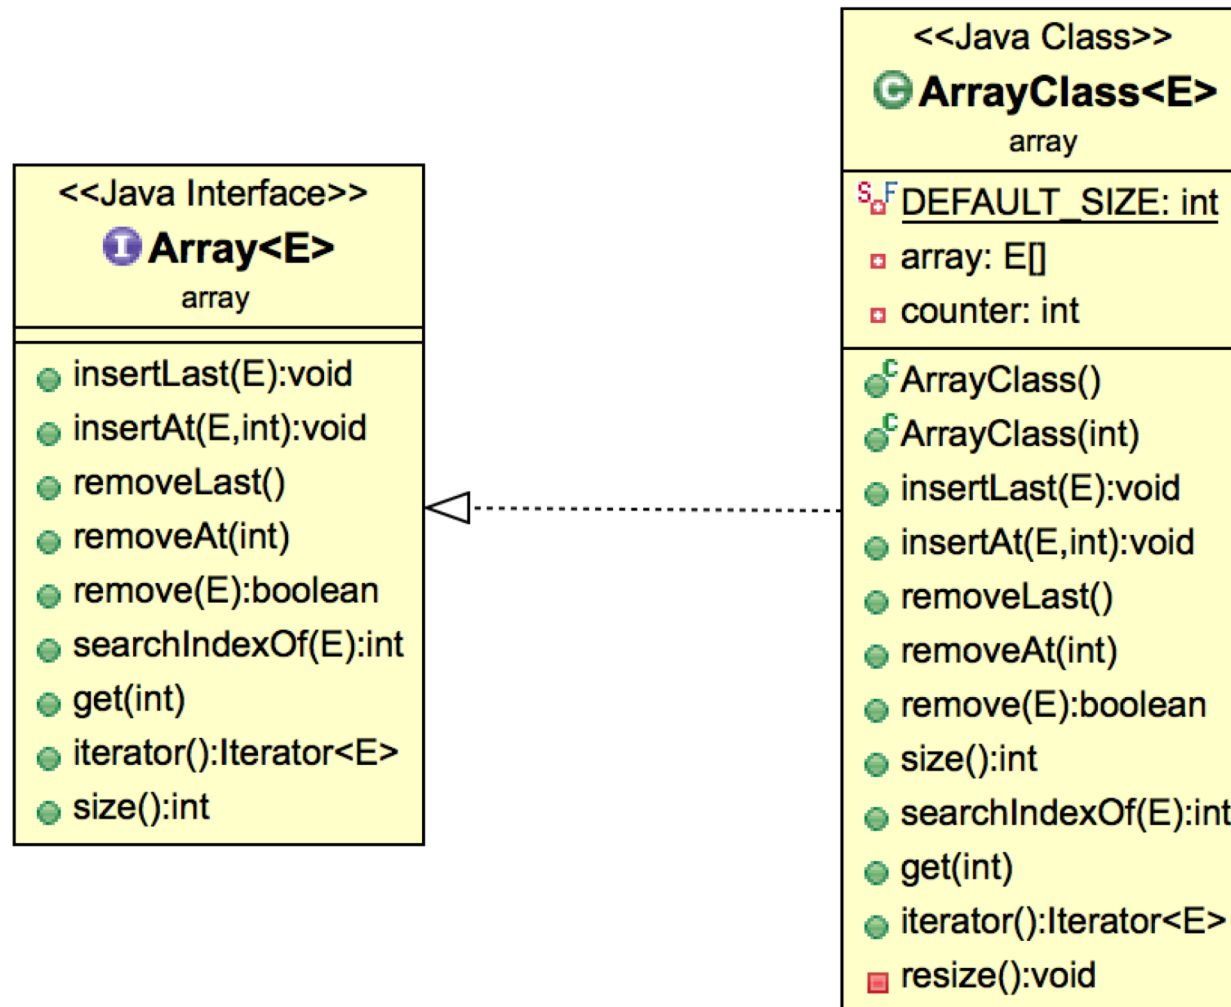 <<Java Interface>>
I Array<E>
array
insertLast(E):void
insertAt(E,int):void
removeLast()
removeAt(int)
remove(E):boolean
searchIndexOf(E):int
get(int)
iterator():Iterator<E>
size():int
<<Java Class>>
C ArrayClass<E>
array
S F DEFAULT_SIZE: int
array: E[]
counter: int
C ArrayClass()
C ArrayClass(int)
insertLast(E):void
insertAt(E,int):void
removeLast()
removeAt(int)
remove(E):boolean
size():int
searchIndexOf(E):int
get(int)
iterator():Iterator<E>
resize():void